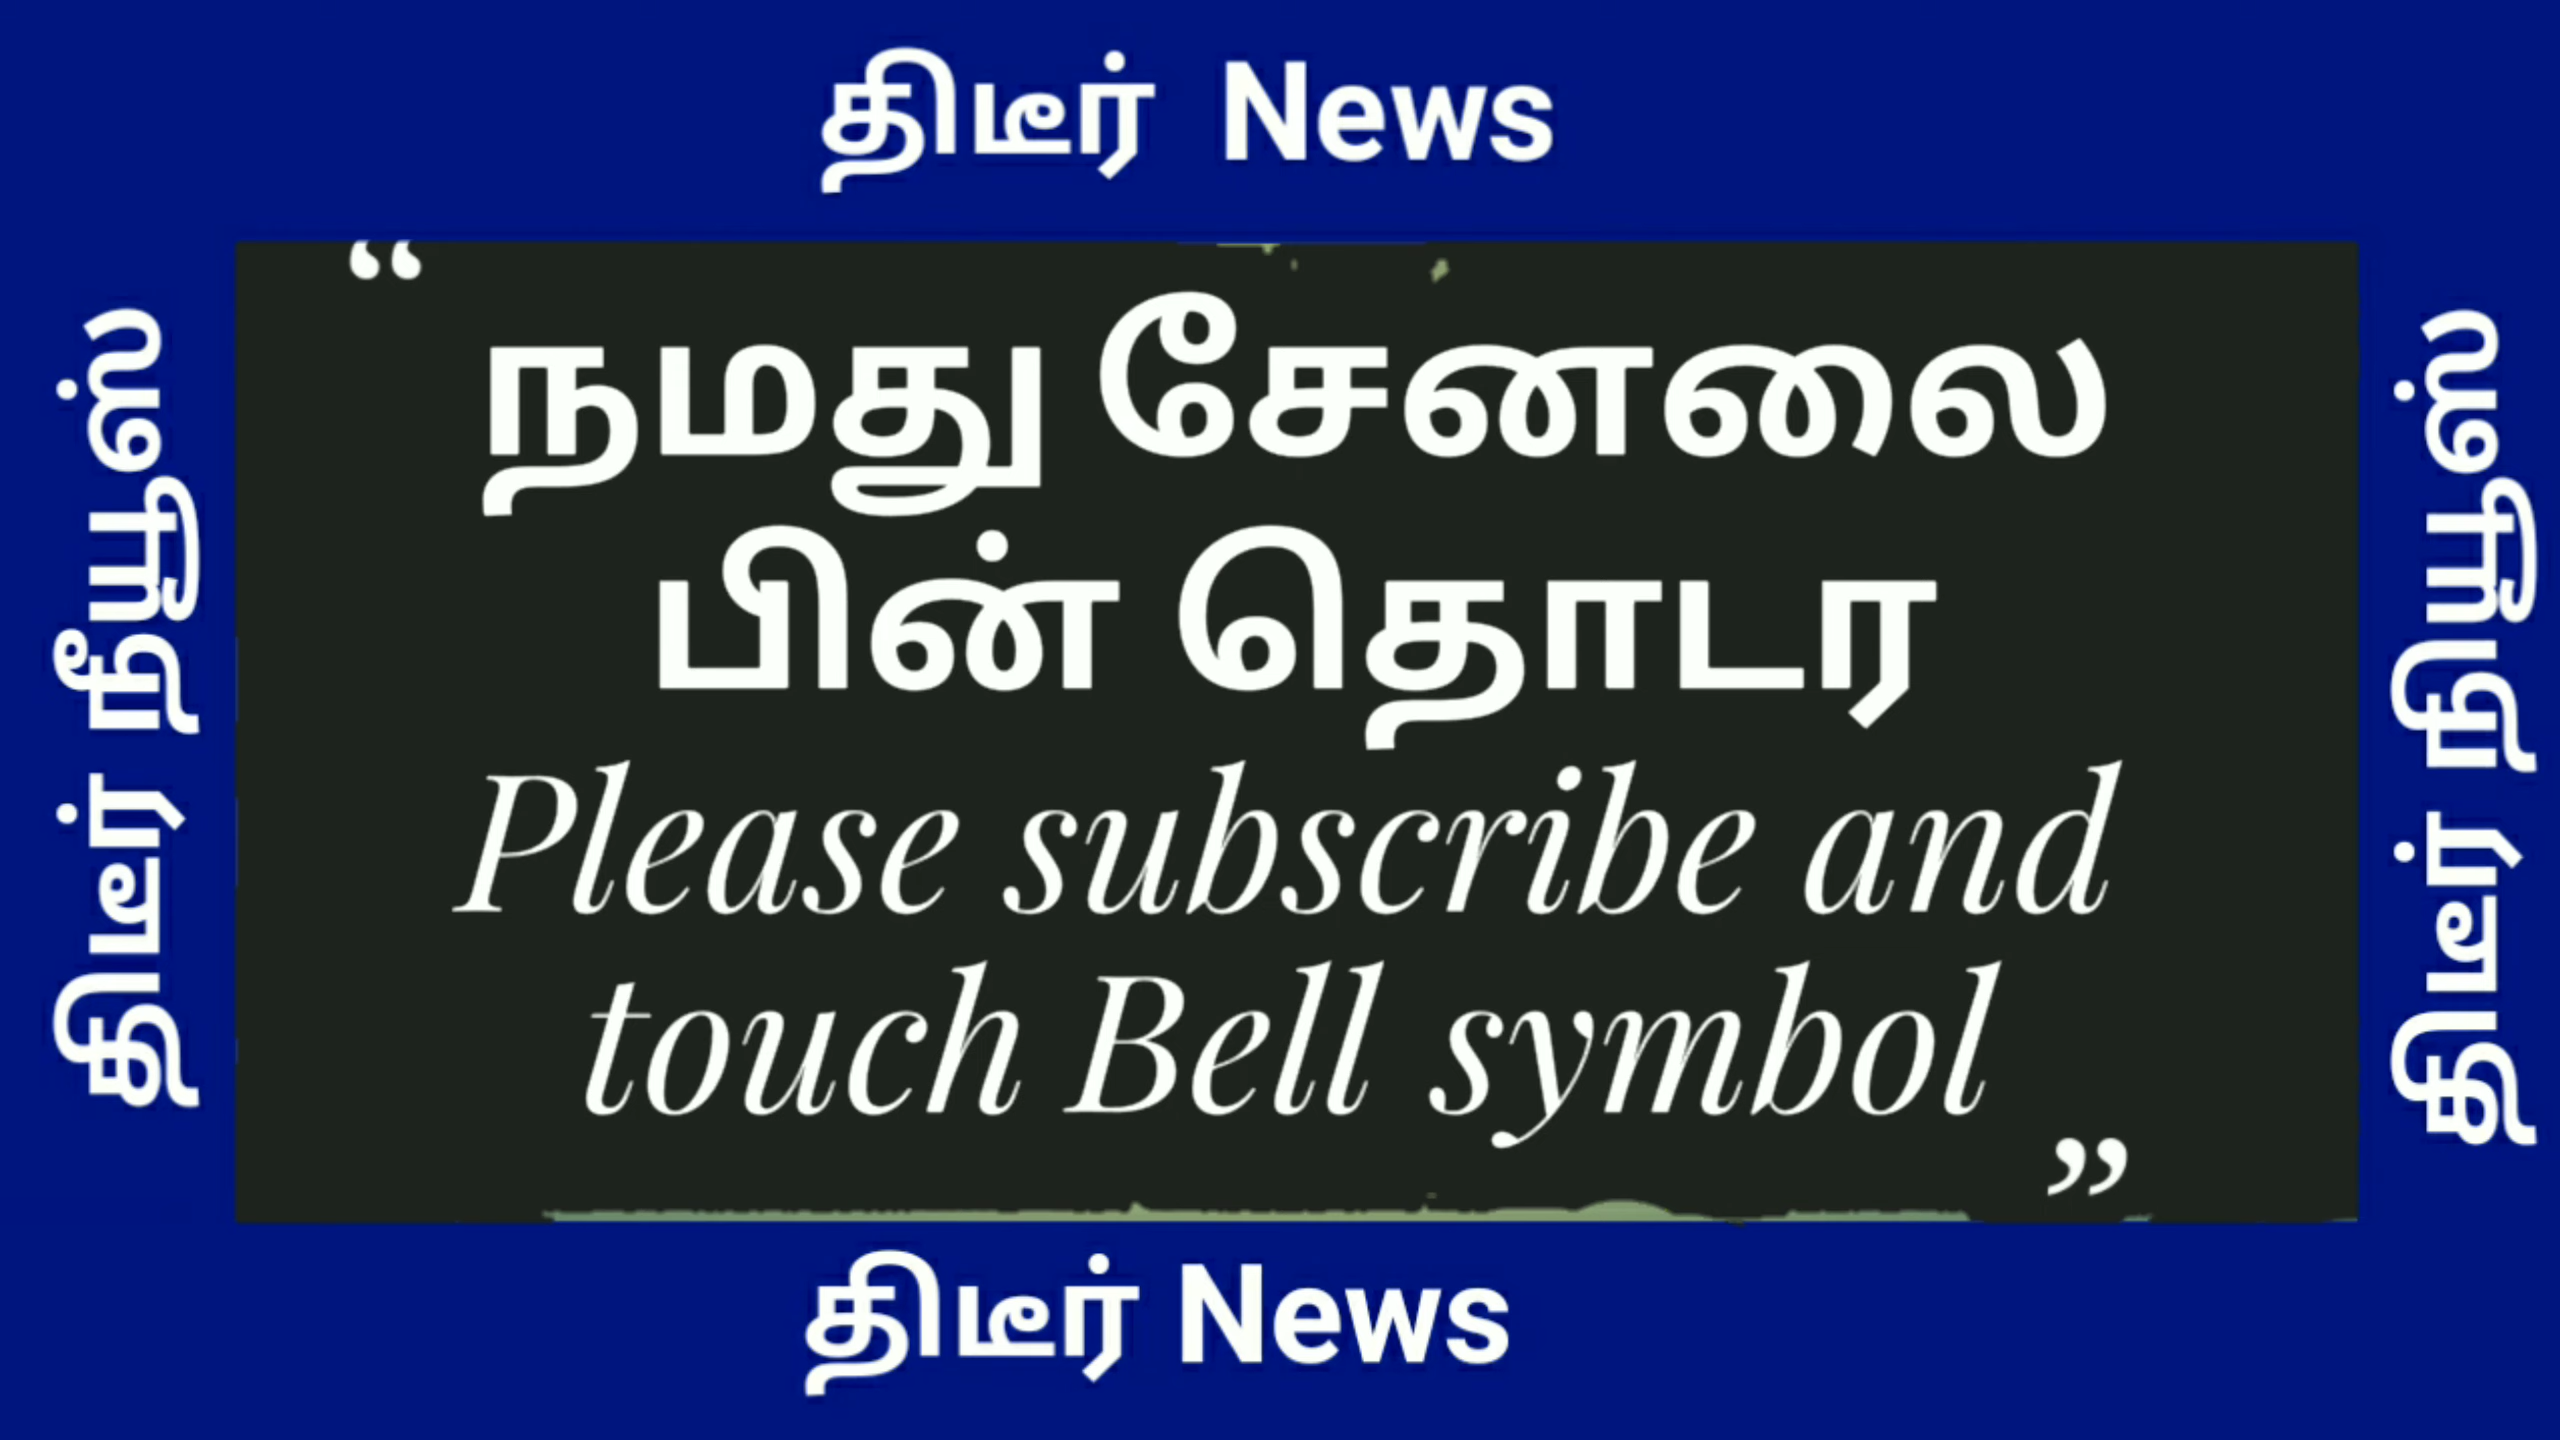 திடீர் News
திடீர் நீயூஸ்
“
நமது சேனலை
பின் தொடர
Please subscribe and
touch Bell symbol
”
திடீர் நியூஸ்
திடீர் News